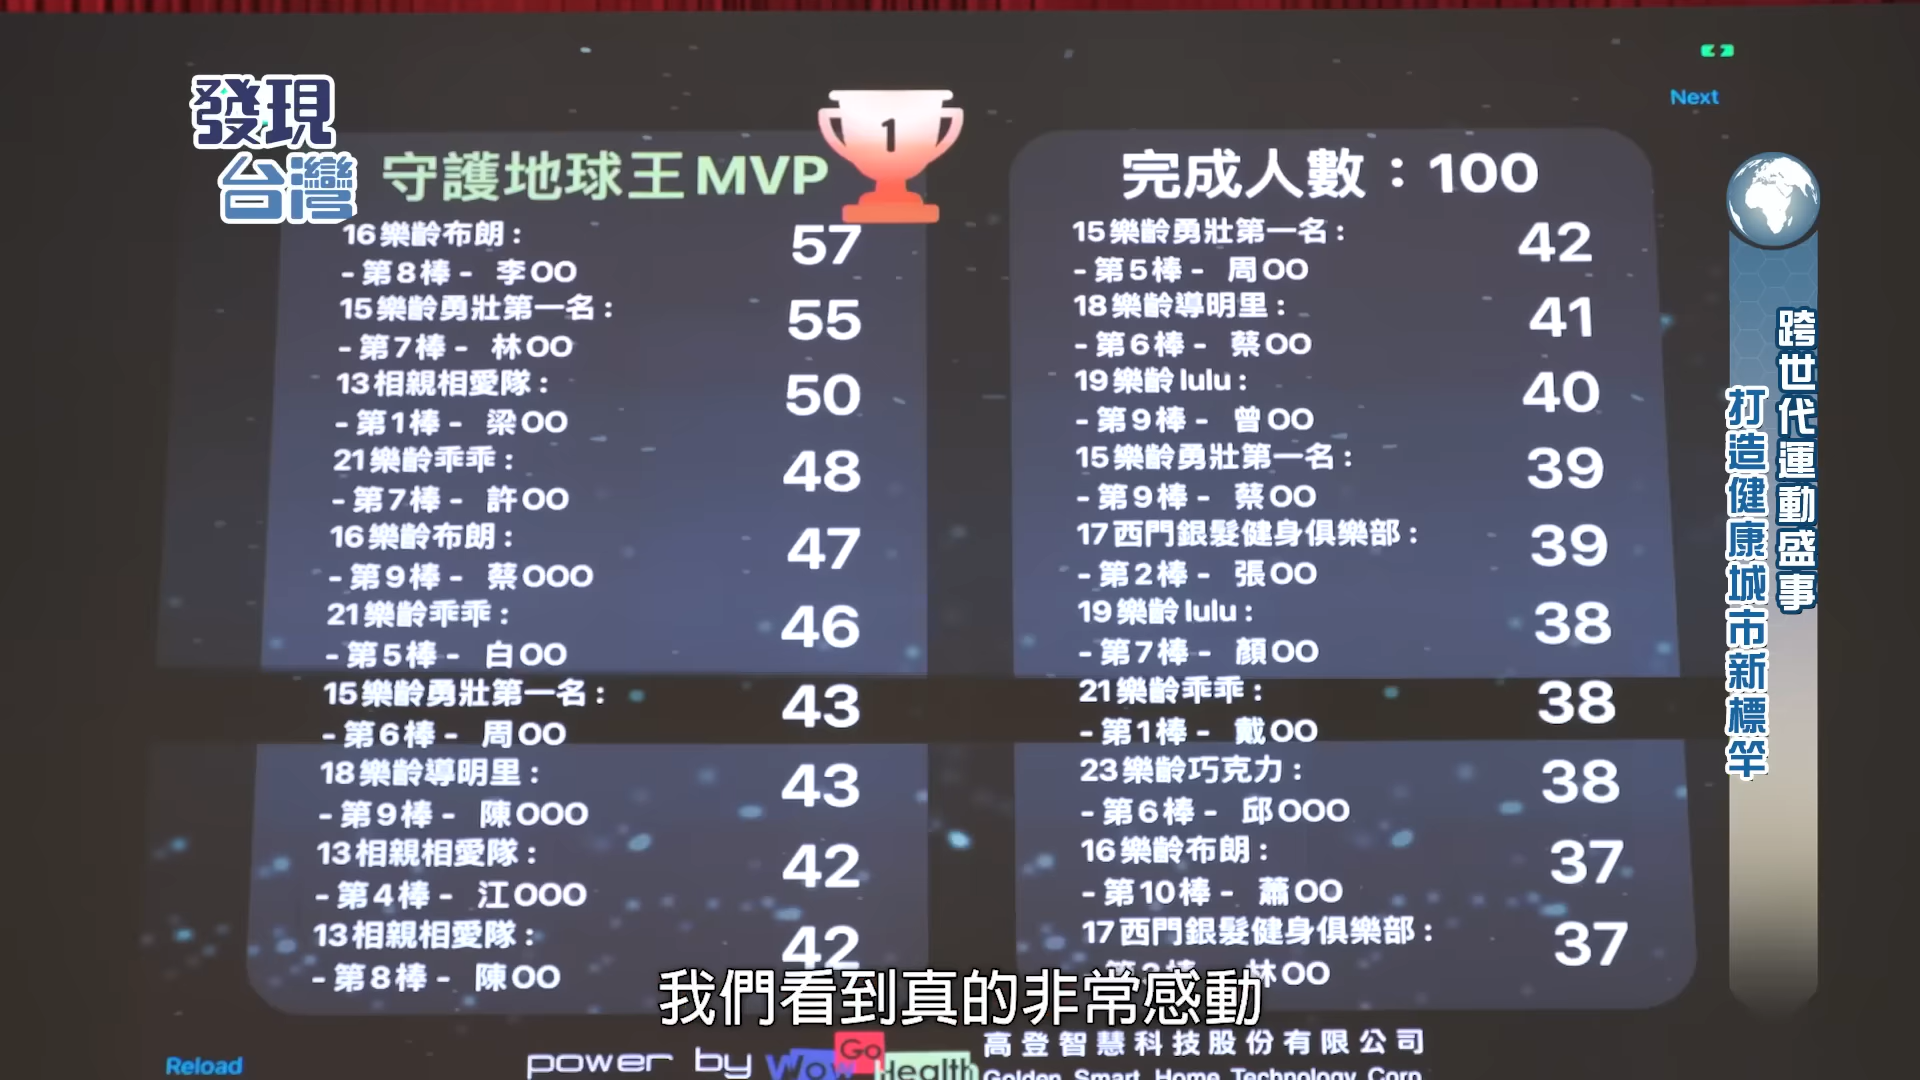 發現
台灣
Next
守護地球王MVP
1
16樂齡布朗：
-第8棒- 李OO
57
15樂齡勇壯第一名：
-第7棒- 林OO
55
13相親相愛隊：
-第1棒- 梁OO
50
21樂齡乖乖：
-第7棒- 許OO
48
16樂齡布朗：
-第9棒- 蔡OOO
47
21樂齡乖乖：
-第5棒- 白OO
46
15樂齡勇壯第一名：
-第6棒- 周OO
43
18樂齡導明里：
-第9棒- 陳OOO
43
13相親相愛隊：
-第4棒- 江OOO
42
13相親相愛隊：
-第8棒- 陳OO
42
完成人數：100
15樂齡勇壯第一名：
-第5棒- 周OO
42
18樂齡導明里：
-第6棒- 蔡OO
41
19樂齡lulu：
-第9棒- 曾OO
40
15樂齡勇壯第一名：
-第9棒- 蔡OO
39
17西門銀髮健身俱樂部：
-第2棒- 張OO
39
19樂齡lulu：
-第7棒- 顏OO
38
21樂齡乖乖：
-第1棒- 戴OO
38
23樂齡巧克力：
-第6棒- 邱OOO
38
16樂齡布朗：
-第10棒- 蕭OO
37
17西門銀髮健身俱樂部：
林OO
37
跨世代運動盛事
打造健康城市新標竿
我們看到真的非常感動
Reload
power by WowGoHealth
高登智慧科技股份有限公司
Golden Smart Home Technology Corp.